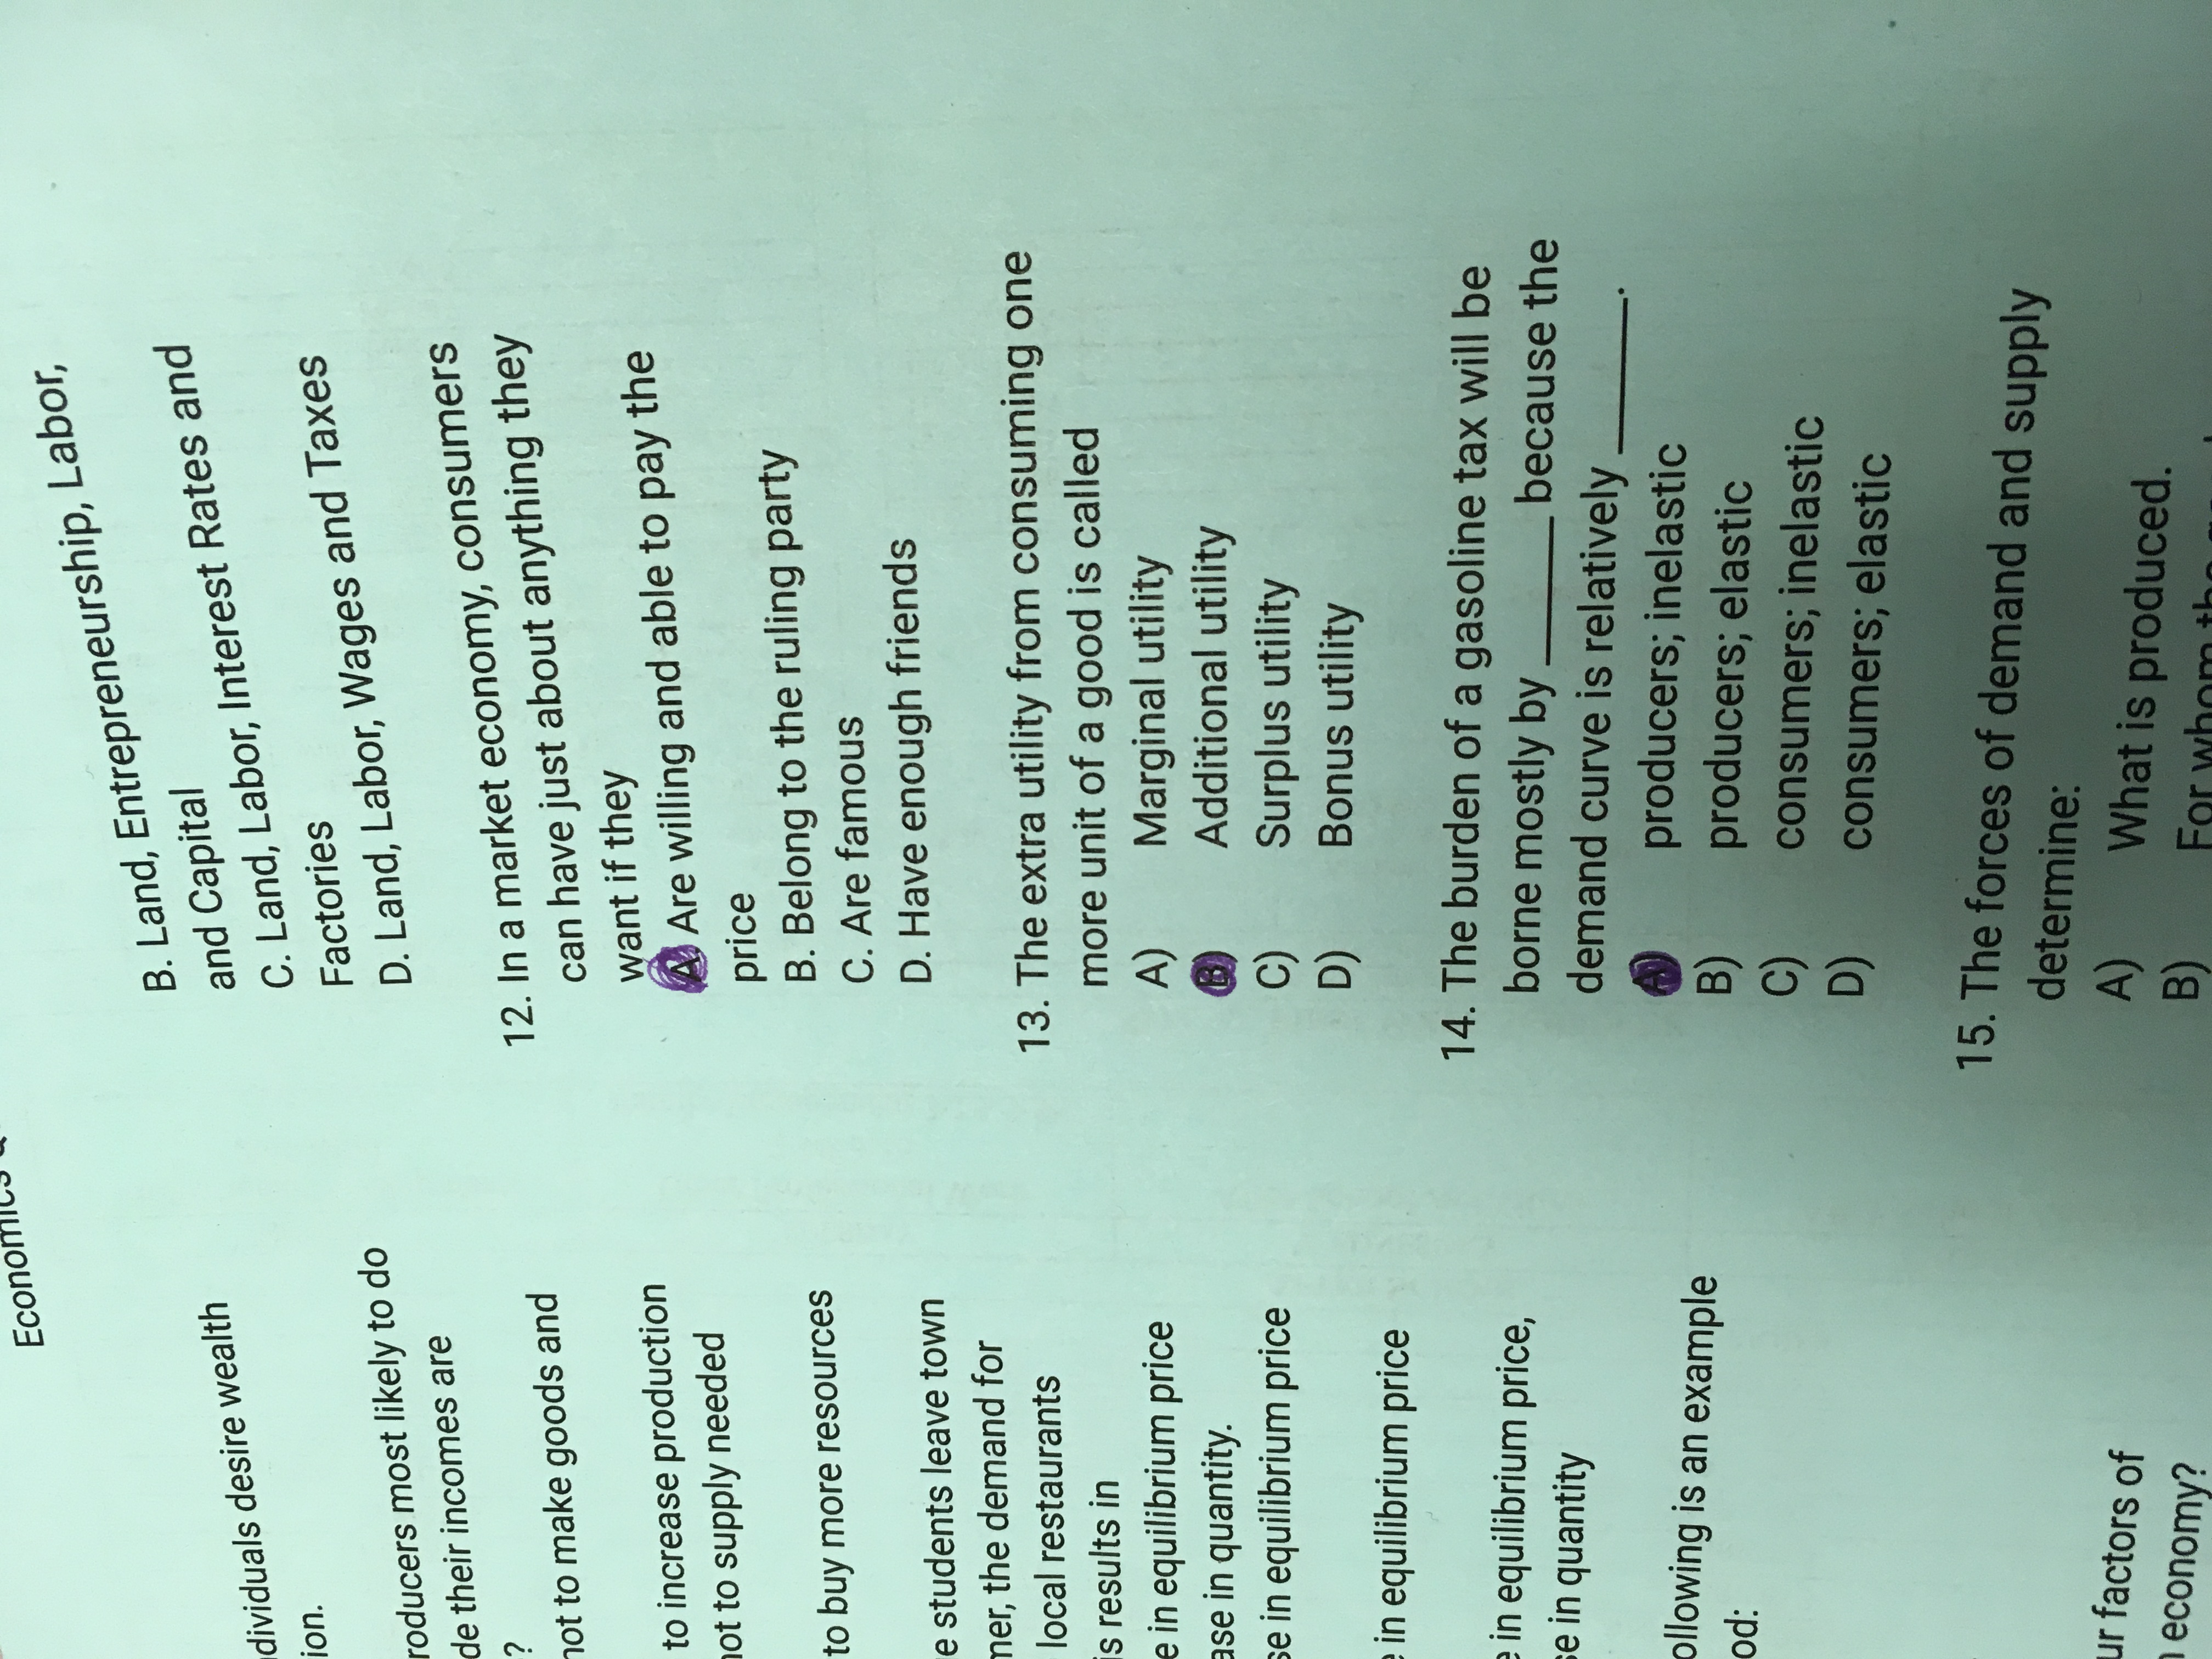 Economics
individuals desire wealth
ion.
producers most likely to do
de their incomes are
?
not to make goods and
to increase production
not to supply needed
to buy more resources
e students leave town
mer, the demand for
local restaurants
is results in
e in equilibrium price
ase in quantity.
se in equilibrium price
e in equilibrium price
e in equilibrium price,
se in quantity
ollowing is an example
od:
ur factors of
economy?
B. Land, Entrepreneurship, Labor,
and Capital
C. Land, Labor, Interest Rates and
Factories
D. Land, Labor, Wages and Taxes
12. In a market economy, consumers
can have just about anything they
want if they
A. Are willing and able to pay the
price
B. Belong to the ruling party
C. Are famous
D. Have enough friends
13. The extra utility from consuming one
more unit of a good is called
A) Marginal utility
B) Additional utility
C) Surplus utility
D) Bonus utility
14. The burden of a gasoline tax will be
borne mostly by ______ because the
demand curve is relatively ______.
A) producers; inelastic
B) producers; elastic
C) consumers; inelastic
D) consumers; elastic
15. The forces of demand and supply
determine:
A) What is produced.
B) For whom the